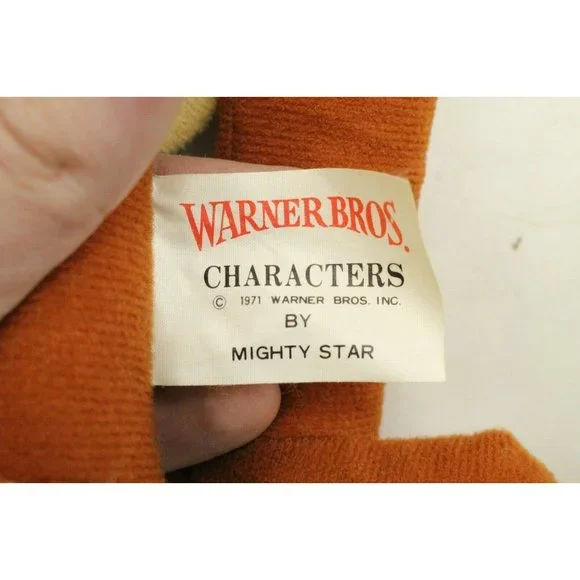 WARNER BROS.
CHARACTERS
© 1971 WARNER BROS. INC.
BY
MIGHTY STAR